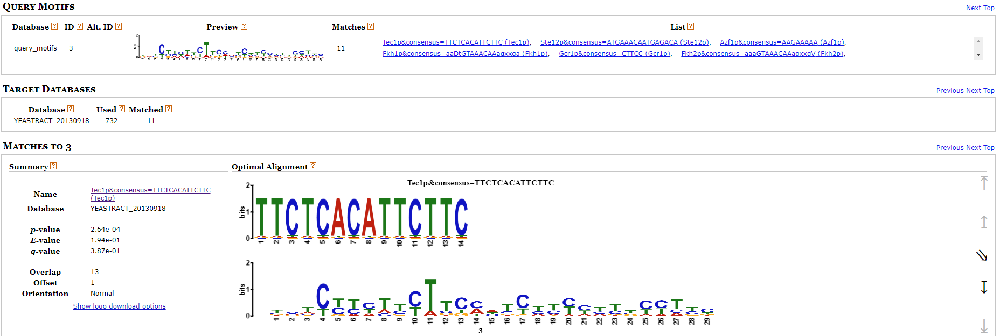 QUERY MOTIFS
Next Top
Database ? ID ? Alt. ID ? Preview ? Matches ? List ?
query_motifs 3 11 Tec1p&consensus=TTCTCACATTCTTC (Tec1p), Ste12p&consensus=ATGAAACAATGAGACA (Ste12p), Azf1p&consensus=AAGAAAAA (Azf1p),
Fkh1p&consensus=aaDtGTAAACAAagxxga (Fkh1p), Gcr1p&consensus=CTTCC (Gcr1p), Fkh2p&consensus=aaaGTAAACAAagxxgV (Fkh2p),
TARGET DATABASES
Previous Next Top
Database ? Used ? Matched ?
YEASTRACT_20130918 732 11
MATCHES TO 3
Previous Next Top
Summary ?
Name Tec1p&consensus=TTCTCACATTCTTC
(Tec1p)
Database YEASTRACT_20130918
p-value 2.64e-04
E-value 1.94e-01
q-value 3.87e-01
Overlap 13
Offset 1
Orientation Normal
Show logo download options
Optimal Alignment ?
Tec1p&consensus=TTCTCACATTCTTC
2
bits
1
0
TTCTCACATTCTTC
1 2 3 4 5 6 7 8 9 10 11 12 13 14
2
bits
1
0
1 2 3 4 5 6 7 8 9 10 11 12 13 14 15 16 17 18 19 20 21 22 23 24 25 26 27 28 29
3